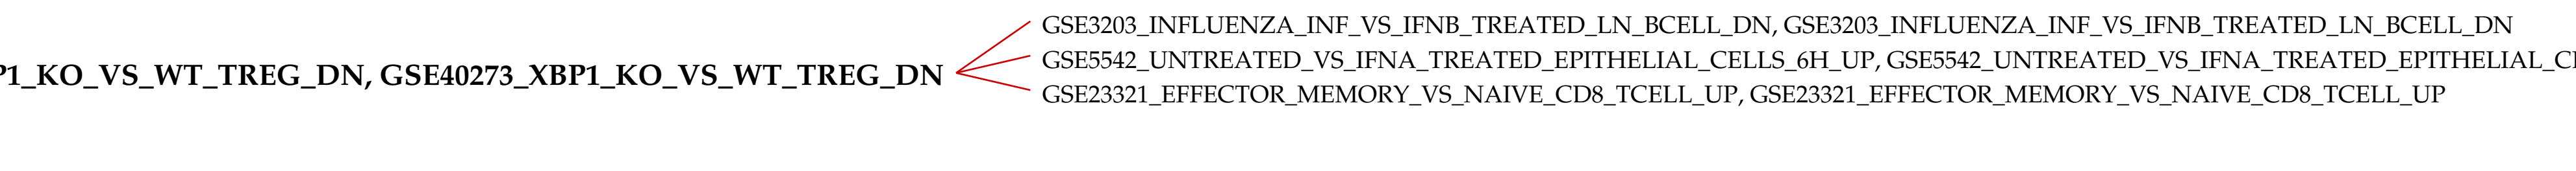 GSE3203_INFLUENZA_INF_VS_IFNB_TREATED_LN_BCELL_DN, GSE3203_INFLUENZA_INF_VS_IFNB_TREATED_LN_BCELL_DN
GSE5542_UNTREATED_VS_IFNA_TREATED_EPITHELIAL_CELLS_6H_UP, GSE5542_UNTREATED_VS_IFNA_TREATED_EPITHELIAL_CE
P1_KO_VS_WT_TREG_DN, GSE40273_XBP1_KO_VS_WT_TREG_DN
GSE23321_EFFECTOR_MEMORY_VS_NAIVE_CD8_TCELL_UP, GSE23321_EFFECTOR_MEMORY_VS_NAIVE_CD8_TCELL_UP